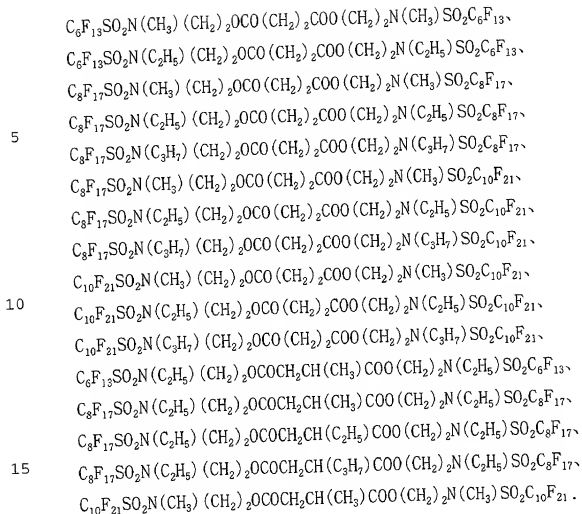 C₆F₁₃SO₂N(CH₃)(CH₂)₂OCO(CH₂)₂COO(CH₂)₂N(CH₃)SO₂C₆F₁₃、
C₆F₁₃SO₂N(C₂H₅)(CH₂)₂OCO(CH₂)₂COO(CH₂)₂N(C₂H₅)SO₂C₆F₁₃、
C₈F₁₇SO₂N(CH₃)(CH₂)₂OCO(CH₂)₂COO(CH₂)₂N(CH₃)SO₂C₈F₁₇、
C₈F₁₇SO₂N(C₂H₅)(CH₂)₂OCO(CH₂)₂COO(CH₂)₂N(C₂H₅)SO₂C₈F₁₇、
5 C₈F₁₇SO₂N(C₃H₇)(CH₂)₂OCO(CH₂)₂COO(CH₂)₂N(C₃H₇)SO₂C₈F₁₇、
C₈F₁₇SO₂N(CH₃)(CH₂)₂OCO(CH₂)₂COO(CH₂)₂N(CH₃)SO₂C₁₀F₂₁、
C₈F₁₇SO₂N(C₂H₅)(CH₂)₂OCO(CH₂)₂COO(CH₂)₂N(C₂H₅)SO₂C₁₀F₂₁、
C₈F₁₇SO₂N(C₃H₇)(CH₂)₂OCO(CH₂)₂COO(CH₂)₂N(C₃H₇)SO₂C₁₀F₂₁、
C₁₀F₂₁SO₂N(CH₃)(CH₂)₂OCO(CH₂)₂COO(CH₂)₂N(CH₃)SO₂C₁₀F₂₁、
10 C₁₀F₂₁SO₂N(C₂H₅)(CH₂)₂OCO(CH₂)₂COO(CH₂)₂N(C₂H₅)SO₂C₁₀F₂₁、
C₁₀F₂₁SO₂N(C₃H₇)(CH₂)₂OCO(CH₂)₂COO(CH₂)₂N(C₃H₇)SO₂C₁₀F₂₁、
C₆F₁₃SO₂N(C₂H₅)(CH₂)₂OCOCH₂CH(CH₃)COO(CH₂)₂N(C₂H₅)SO₂C₆F₁₃、
C₈F₁₇SO₂N(C₂H₅)(CH₂)₂OCOCH₂CH(CH₃)COO(CH₂)₂N(C₂H₅)SO₂C₈F₁₇、
C₈F₁₇SO₂N(C₂H₅)(CH₂)₂OCOCH₂CH(C₂H₅)COO(CH₂)₂N(C₂H₅)SO₂C₈F₁₇、
15 C₈F₁₇SO₂N(C₂H₅)(CH₂)₂OCOCH₂CH(C₃H₇)COO(CH₂)₂N(C₂H₅)SO₂C₈F₁₇、
C₁₀F₂₁SO₂N(CH₃)(CH₂)₂OCOCH₂CH(CH₃)COO(CH₂)₂N(CH₃)SO₂C₁₀F₂₁.